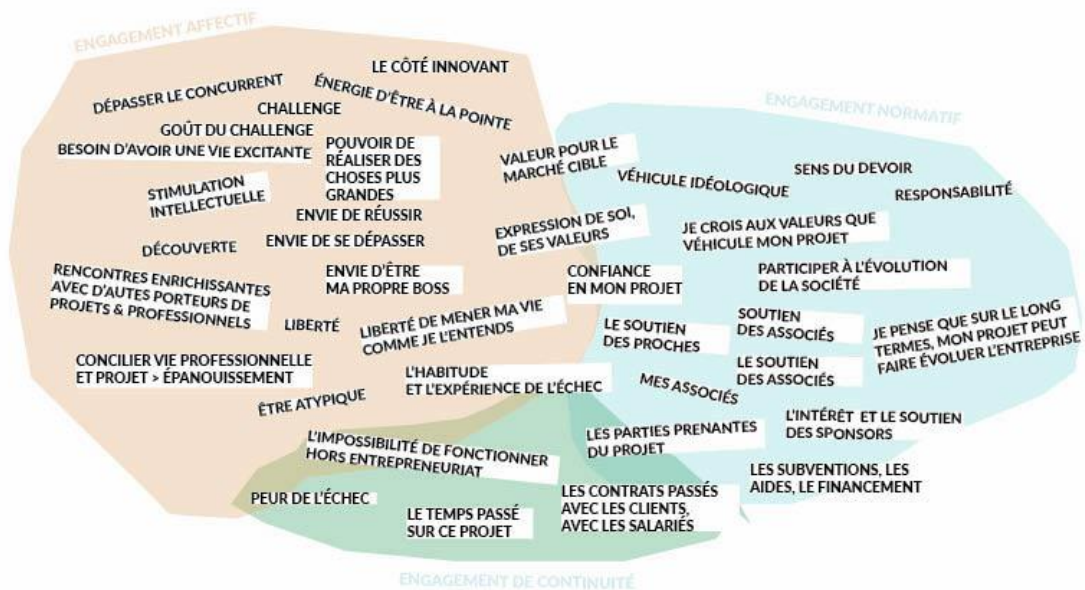 ENGAGEMENT AFFECTIF
LE CÔTÉ INNOVANT
DÉPASSER LE CONCURRENT
ÉNERGIE D'ÊTRE À LA POINTE
CHALLENGE
GOÛT DU CHALLENGE
BESOIN D'AVOIR UNE VIE EXCITANTE
POUVOIR DE
RÉALISER DES
CHOSES PLUS
GRANDES
STIMULATION
INTELLECTUELLE
ENVIE DE RÉUSSIR
DÉCOUVERTE
ENVIE DE SE DÉPASSER
RENCONTRES ENRICHISSANTES
AVEC D'AUTRES PORTEURS DE
PROJETS & PROFESSIONNELS
ENVIE D'ÊTRE
MA PROPRE BOSS
LIBERTÉ
LIBERTÉ DE MENER MA VIE
COMME JE L'ENTENDS
CONCILIER VIE PROFESSIONNELLE
ET PROJET > ÉPANOUISSEMENT
L'HABITUDE
ET L'EXPÉRIENCE DE L'ÉCHEC
ÊTRE ATYPIQUE
ENGAGEMENT NORMATIF
VALEUR POUR LE
MARCHÉ CIBLE
VÉHICULE IDÉOLOGIQUE
SENS DU DEVOIR
RESPONSABILITÉ
EXPRESSION DE SOI,
DE SES VALEURS
JE CROIS AUX VALEURS QUE
VÉHICULE MON PROJET
CONFIANCE
EN MON PROJET
PARTICIPER À L'ÉVOLUTION
DE LA SOCIÉTÉ
LE SOUTIEN
DES PROCHES
SOUTIEN
DES ASSOCIÉS
JE PENSE QUE SUR LE LONG
TERMES, MON PROJET PEUT
FAIRE ÉVOLUER L'ENTREPRISE
LE SOUTIEN
DES ASSOCIÉS
MES ASSOCIÉS
L'INTÉRÊT ET LE SOUTIEN
DES SPONSORS
LES PARTIES PRENANTES
DU PROJET
LES SUBVENTIONS, LES
AIDES, LE FINANCEMENT
L'IMPOSSIBILITÉ DE FONCTIONNER
HORS ENTREPRENEURIAT
PEUR DE L'ÉCHEC
LE TEMPS PASSÉ
SUR CE PROJET
LES CONTRATS PASSÉS
AVEC LES CLIENTS,
AVEC LES SALARIÉS
ENGAGEMENT DE CONTINUITÉ